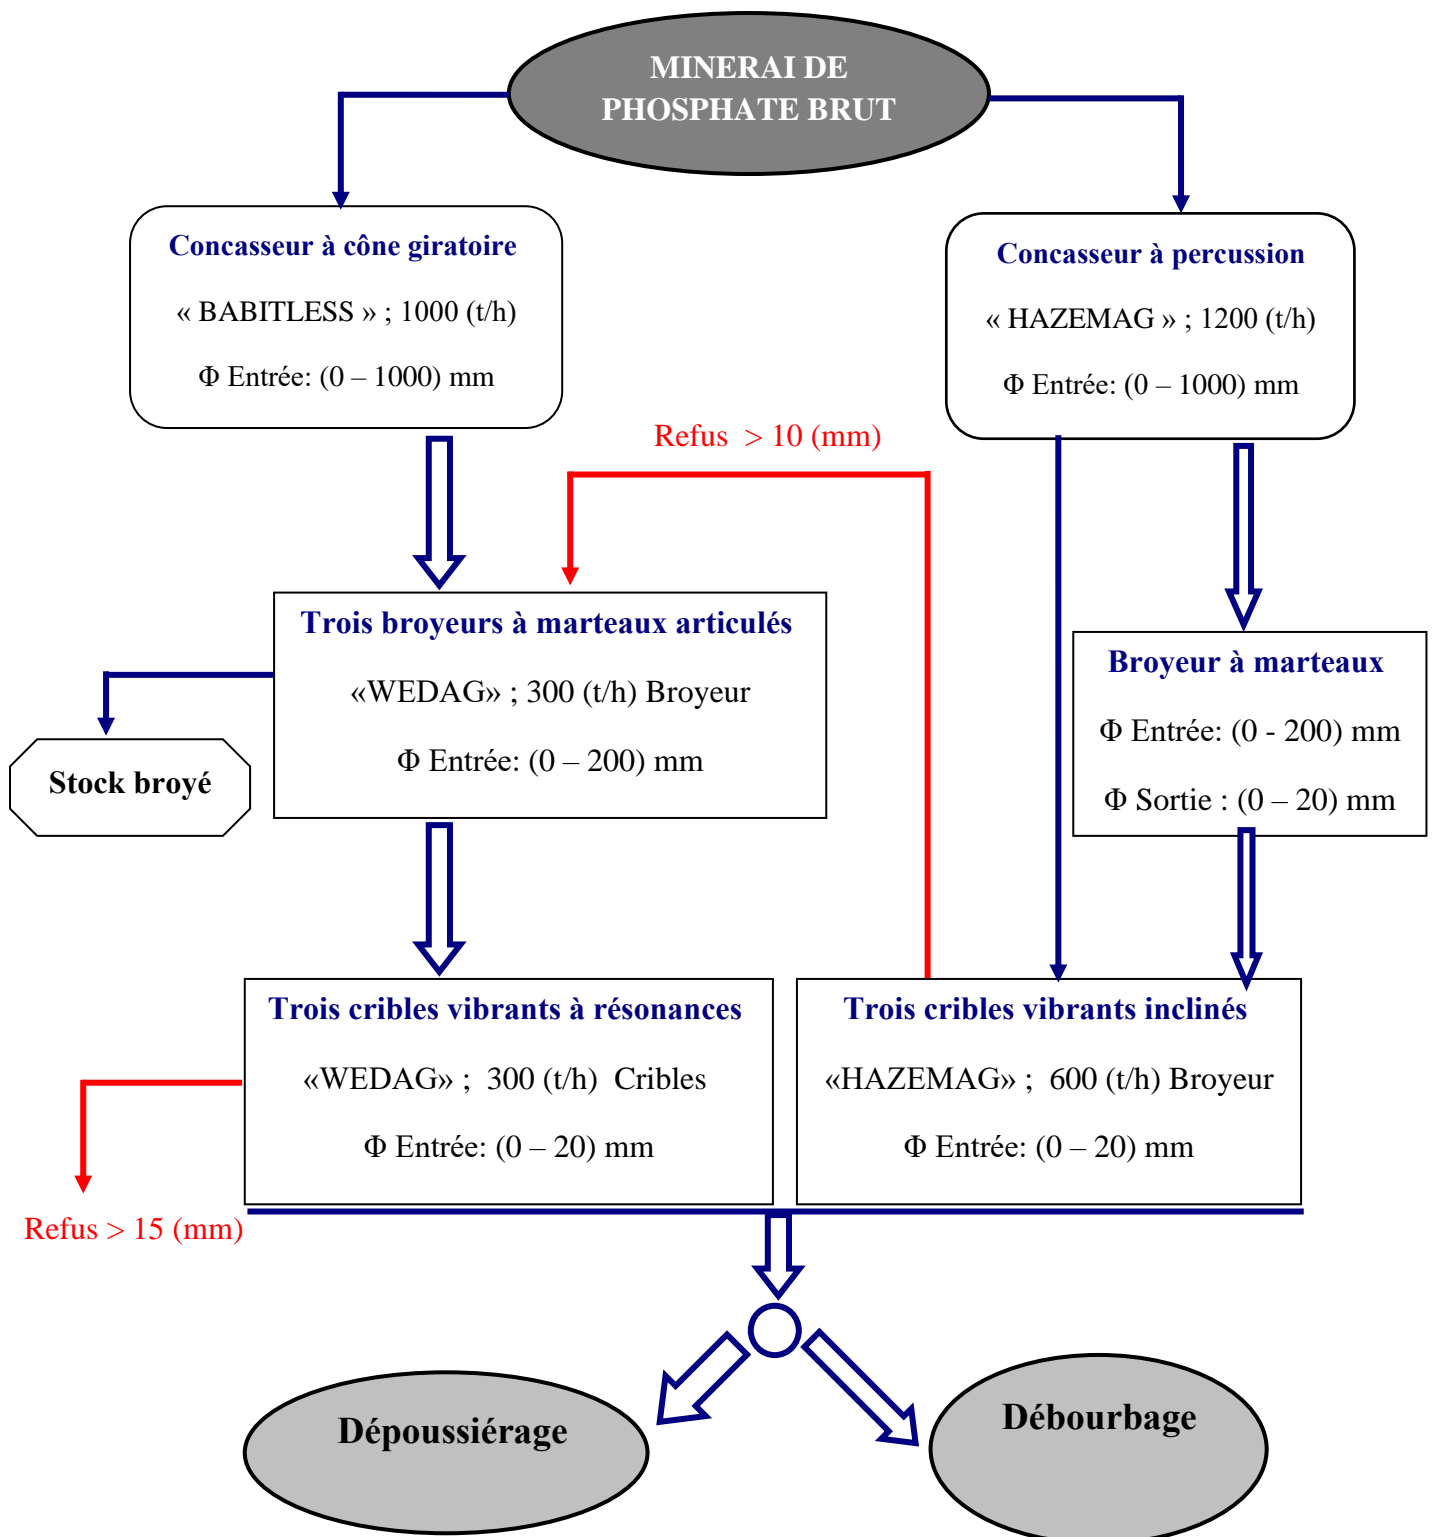 MINERAI DE
PHOSPHATE BRUT
Concasseur à cône giratoire
« BABITLESS » ; 1000 (t/h)
Φ Entrée: (0 – 1000) mm
Concasseur à percussion
« HAZEMAG » ; 1200 (t/h)
Φ Entrée: (0 – 1000) mm
Refus > 10 (mm)
Trois broyeurs à marteaux articulés
«WEDAG» ; 300 (t/h) Broyeur
Φ Entrée: (0 – 200) mm
Broyeur à marteaux
Φ Entrée: (0 - 200) mm
Φ Sortie : (0 – 20) mm
Stock broyé
Trois cribles vibrants à résonances
«WEDAG» ; 300 (t/h) Cribles
Φ Entrée: (0 – 20) mm
Trois cribles vibrants inclinés
«HAZEMAG» ; 600 (t/h) Broyeur
Φ Entrée: (0 – 20) mm
Refus > 15 (mm)
Dépoussiérage
Débourbage